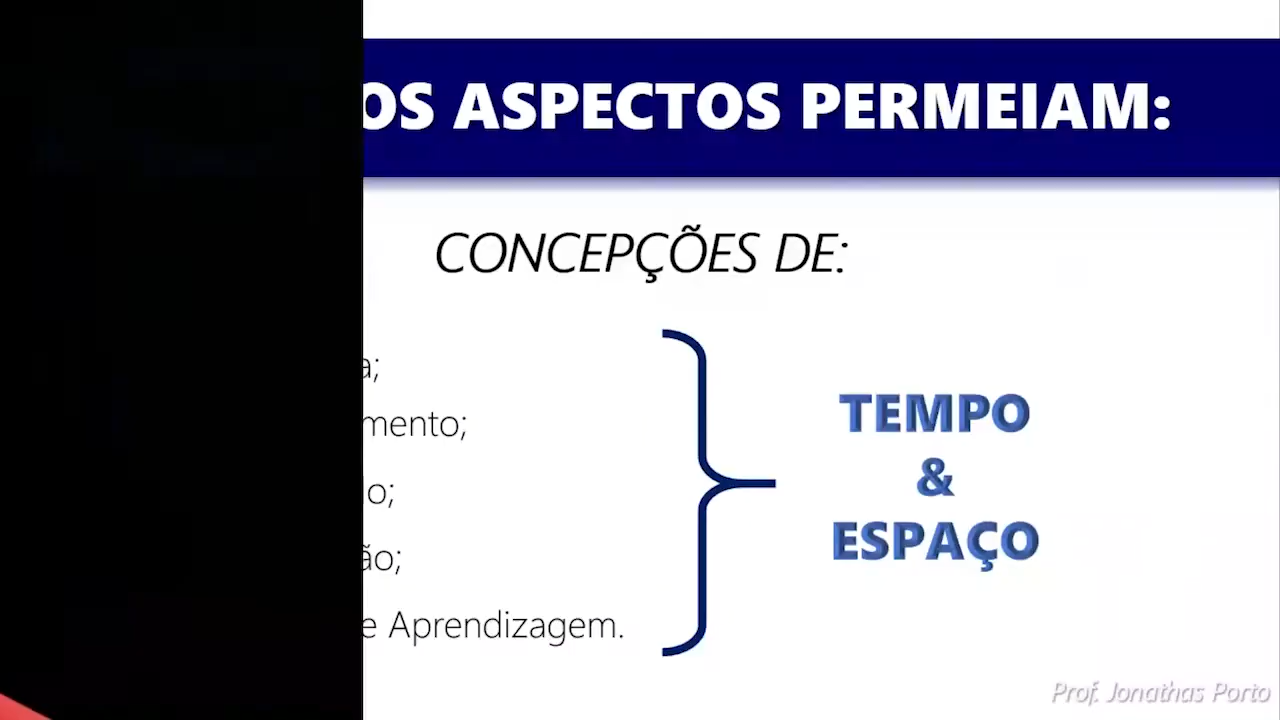 OS ASPECTOS PERMEIAM:
CONCEPÇÕES DE:
a;
mento;
o;
ão;
e Aprendizagem.
TEMPO
&
ESPAÇO
Prof. Jonathas Porto